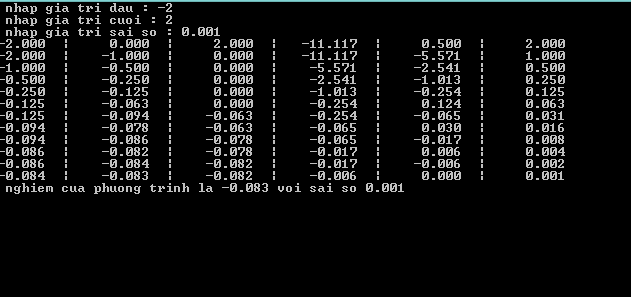 nhap gia tri dau : -2
nhap gia tri cuoi : 2
nhap gia tri sai so : 0.001
-2.000 ¦ 0.000 ¦ 2.000 ¦ -11.117 ¦ 0.500 ¦ 2.000
-2.000 ¦ -1.000 ¦ 0.000 ¦ -11.117 ¦ -5.571 ¦ 1.000
-1.000 ¦ -0.500 ¦ 0.000 ¦ -5.571 ¦ -2.541 ¦ 0.500
-0.500 ¦ -0.250 ¦ 0.000 ¦ -2.541 ¦ -1.013 ¦ 0.250
-0.250 ¦ -0.125 ¦ 0.000 ¦ -1.013 ¦ -0.254 ¦ 0.125
-0.125 ¦ -0.063 ¦ 0.000 ¦ -0.254 ¦ 0.124 ¦ 0.063
-0.125 ¦ -0.094 ¦ -0.063 ¦ -0.254 ¦ -0.065 ¦ 0.031
-0.094 ¦ -0.078 ¦ -0.063 ¦ -0.065 ¦ 0.030 ¦ 0.016
-0.094 ¦ -0.086 ¦ -0.078 ¦ -0.065 ¦ -0.017 ¦ 0.008
-0.086 ¦ -0.082 ¦ -0.078 ¦ -0.017 ¦ 0.006 ¦ 0.004
-0.086 ¦ -0.084 ¦ -0.082 ¦ -0.017 ¦ -0.006 ¦ 0.002
-0.084 ¦ -0.083 ¦ -0.082 ¦ -0.006 ¦ 0.000 ¦ 0.001
nghiem cua phuong trinh la -0.083 voi sai so 0.001